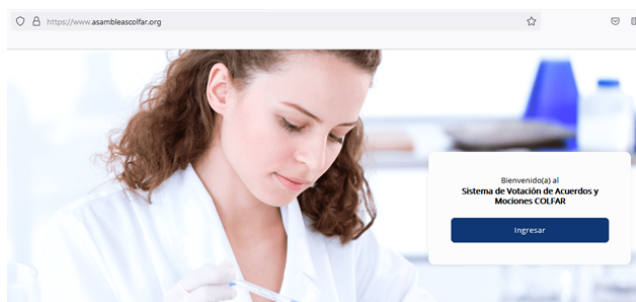 https://www.asambleascolfar.org
Bienvenido(a) al
Sistema de Votación de Acuerdos y
Mociones COLFAR
Ingresar